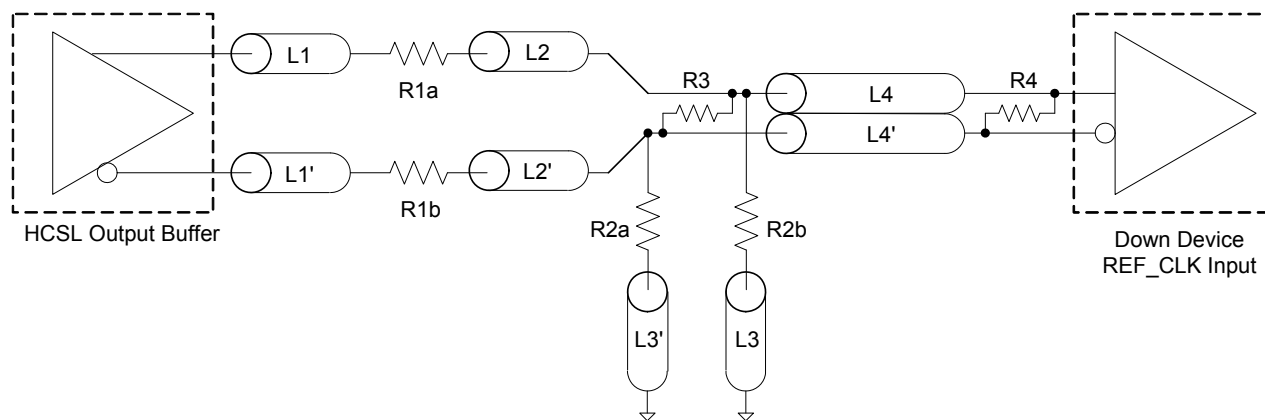 L1
R1a
L2
R3
L4
R4
L4'
L1'
R1b
L2'
HCSL Output Buffer
R2a
R2b
Down Device
REF_CLK Input
L3'
L3